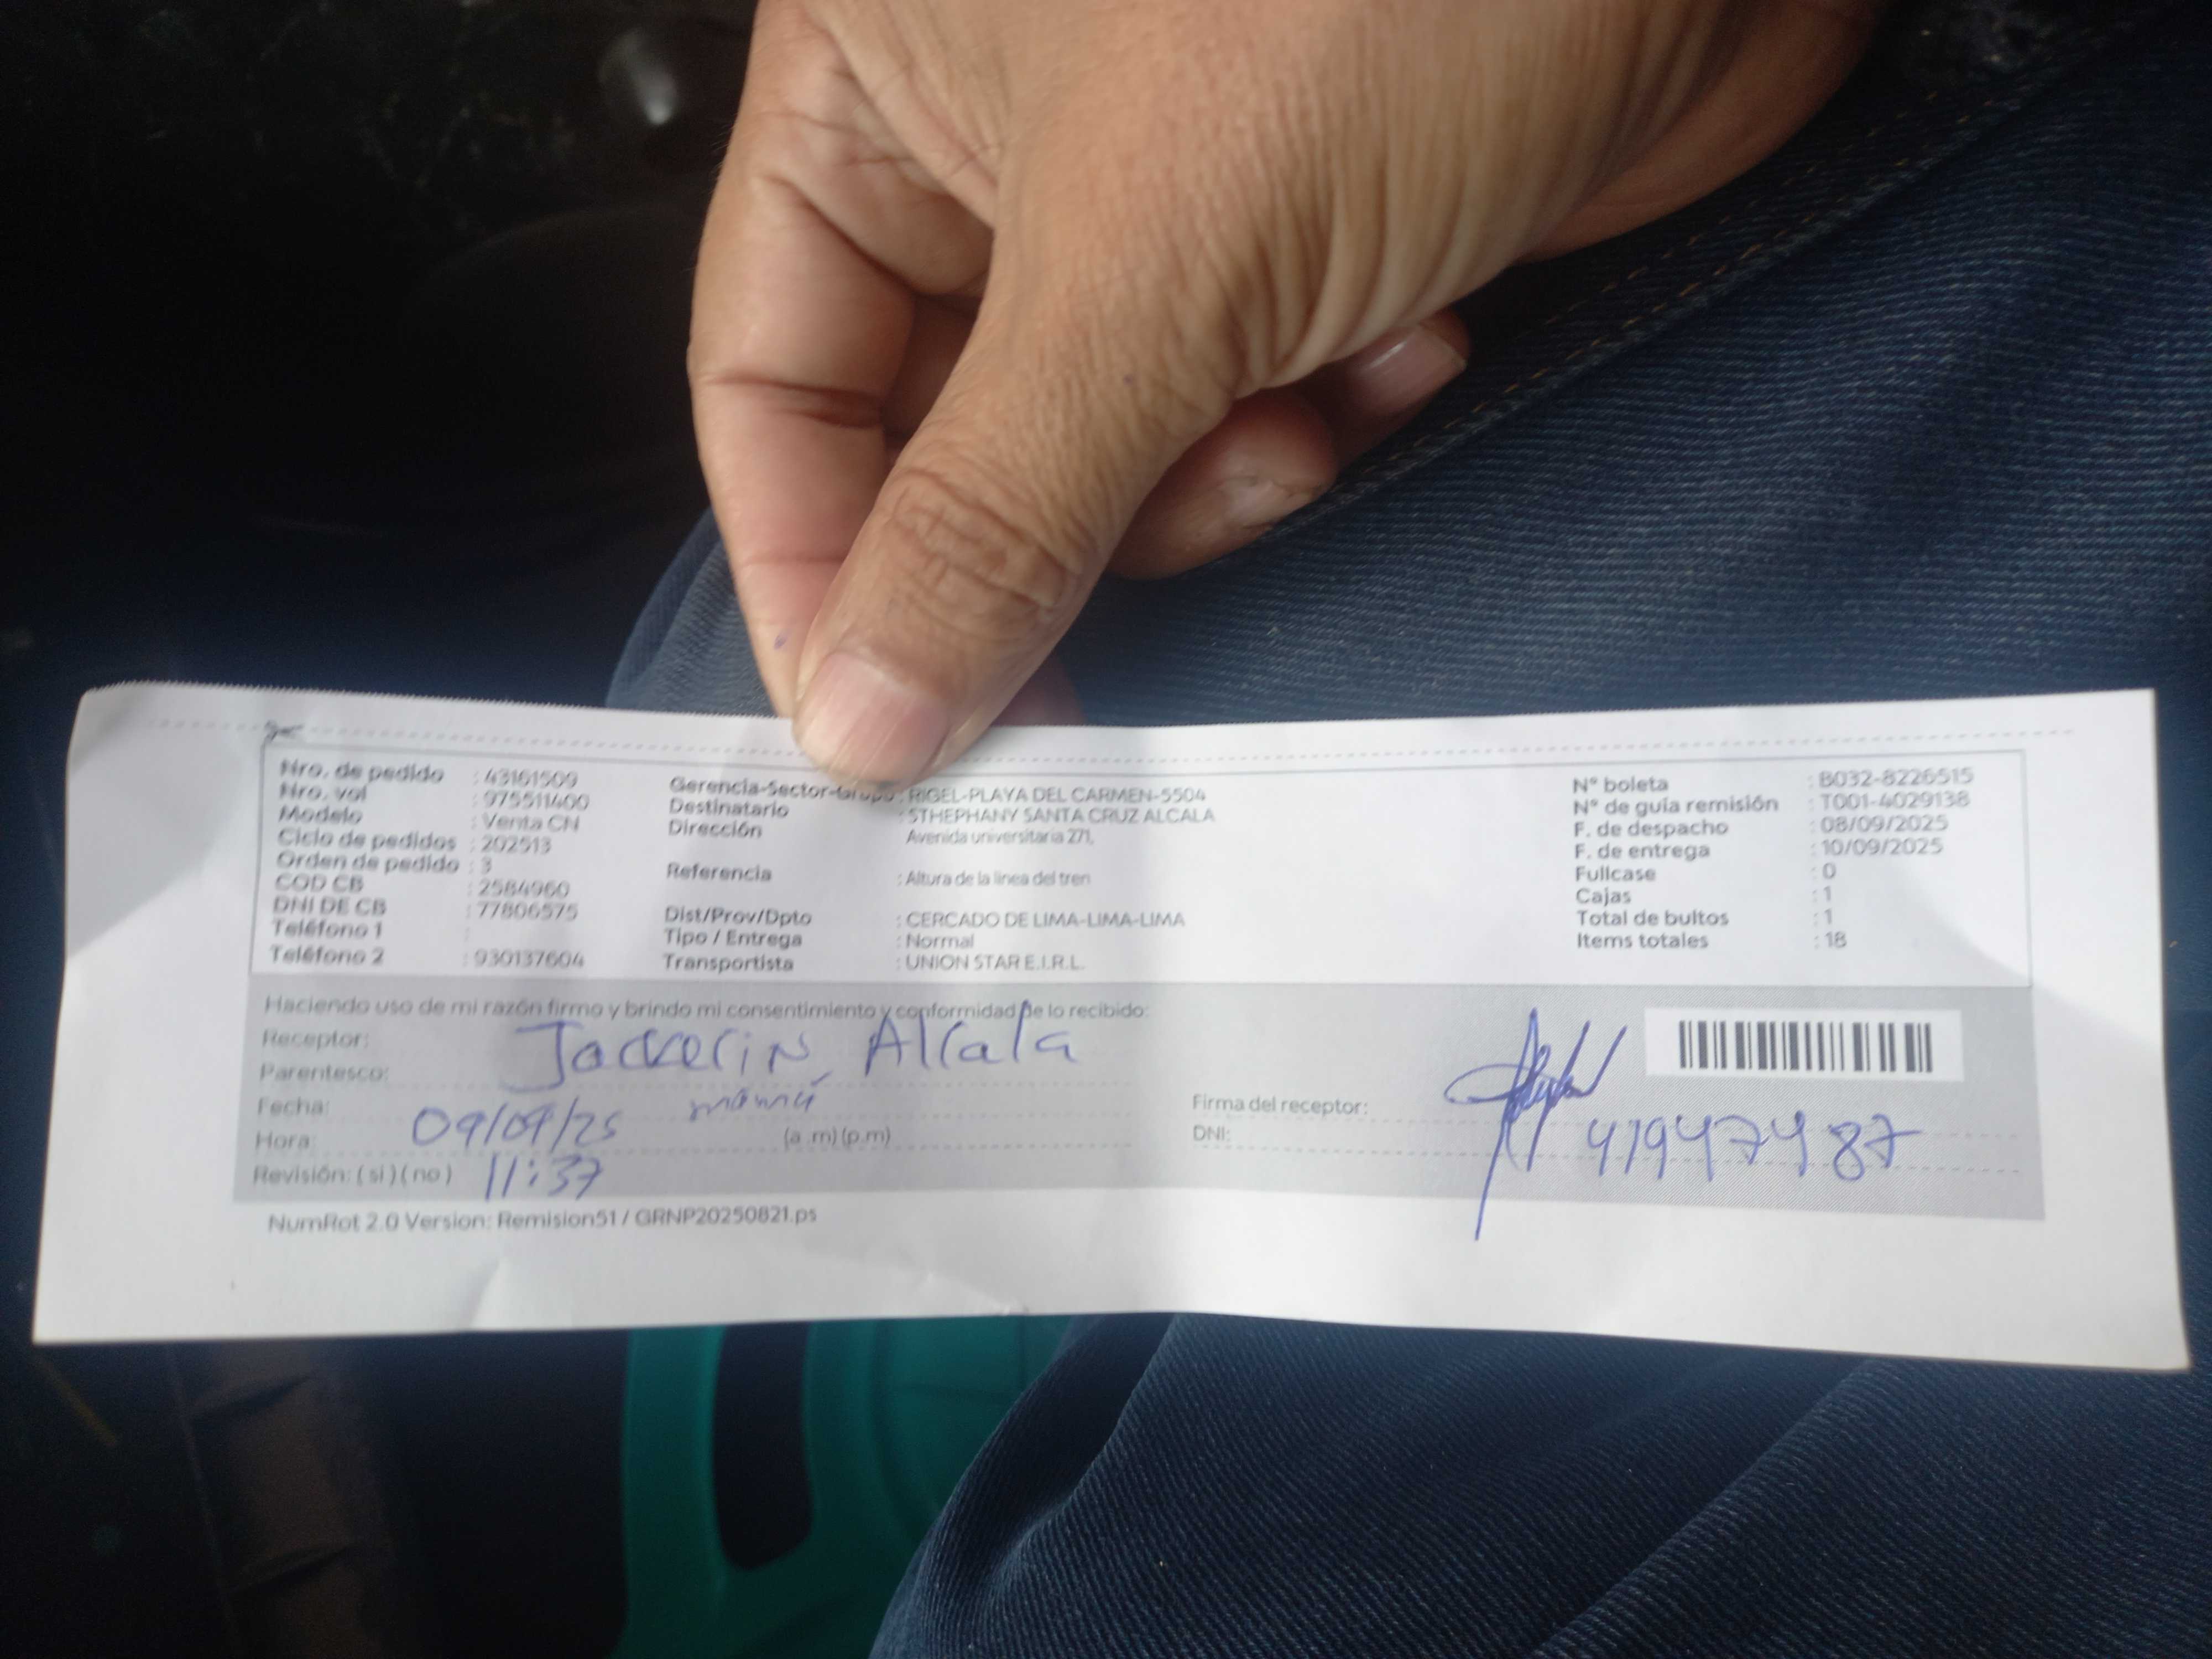 Nro. de pedido : 43161509
Nro. vol : 975511400
Modelo : Venta CN
Ciclo de pedidos : 202513
Orden de pedido : 3
COD CB : 2584960
DNI DE CB : 77806575
Teléfono 1 :
Teléfono 2 : 930137604
Gerencia-Sector-Grupo : RIGEL-PLAYA DEL CARMEN-5504
Destinatario : STHEPHANY SANTA CRUZ ALCALA
Dirección Avenida universitaria 271,
Referencia : Altura de la linea del tren
Dist/Prov/Dpto : CERCADO DE LIMA-LIMA-LIMA
Tipo / Entrega : Normal
Transportista : UNION STAR E.I.R.L.
N° boleta : B032-8226515
N° de guía remisión : T001-4029138
F. de despacho : 08/09/2025
F. de entrega : 10/09/2025
Fullcase : 0
Cajas : 1
Total de bultos : 1
Items totales : 18
Haciendo uso de mi razón firmo y brindo mi consentimiento y conformidad de lo recibido:
Receptor: Jackerin Alcala
Parentesco: mamá
Fecha: 09/09/25
Hora: 11:37 (a .m) (p.m)
Revisión: ( si ) ( no )
Firma del receptor:
DNI: 41947487
NumRot 2.0 Version: Remision51 / GRNP20250821.ps